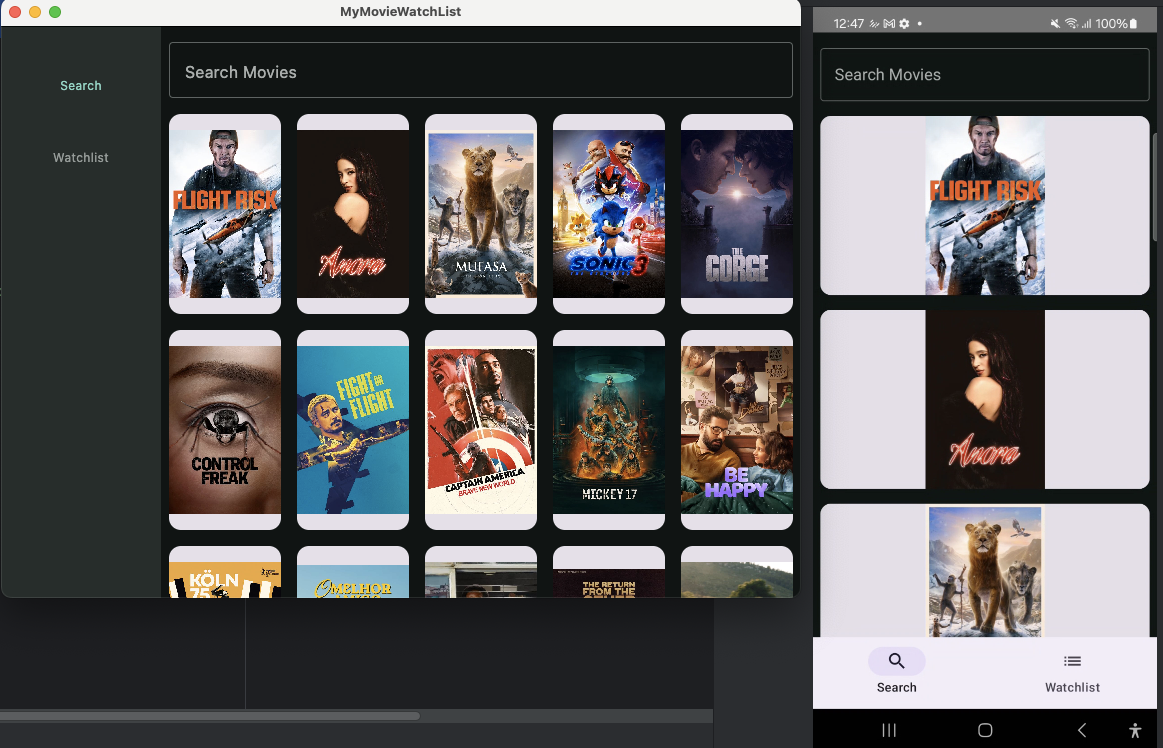 MyMovieWatchList
Search
Watchlist
Search Movies
FLIGHT RISK
Anora
MUFASA
SONIC 3
THE
GORGE
CONTROL
FREAK
FIGHT OR
FLIGHT
CAPTAIN AMERICA
BRAVE NEW WORLD
MICKEY 17
BE
HAPPY
KÖLN
75
O MELHOR
THE RETURN
FROM THE
12:47
100%
Search Movies
FLIGHT RISK
Anora
Search
Watchlist